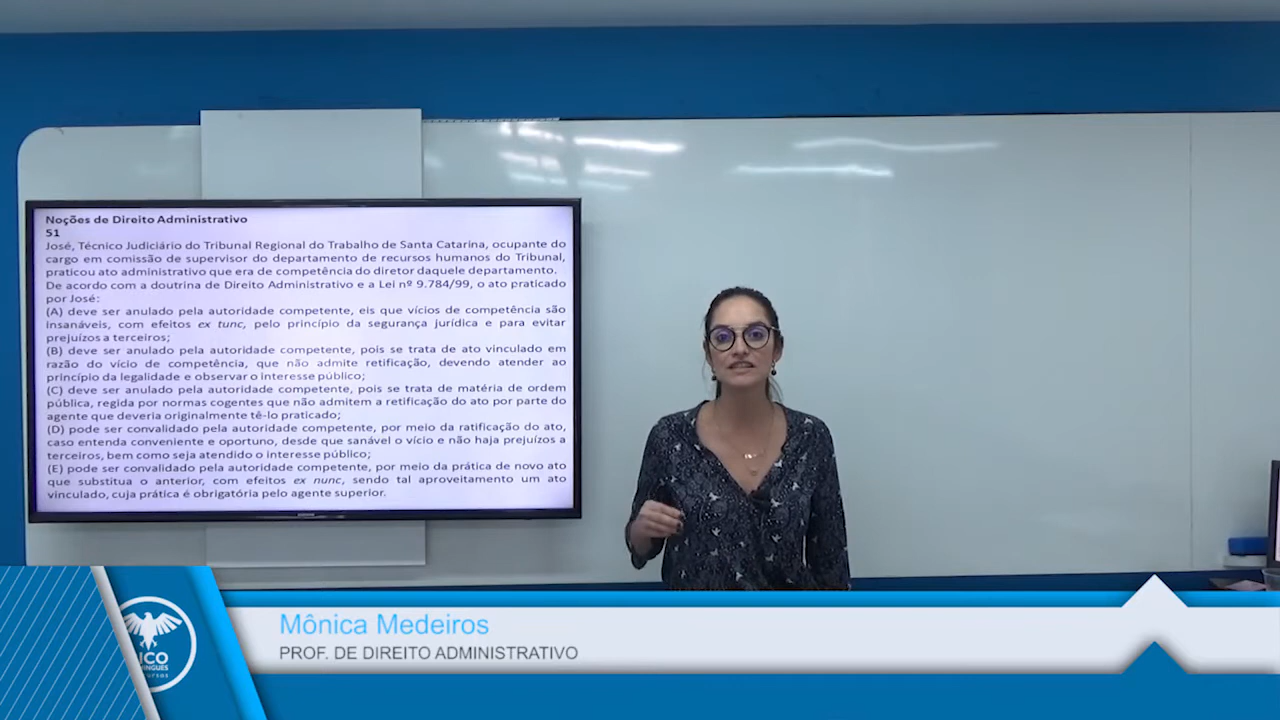 Noções de Direito Administrativo
51
José, Técnico Judiciário do Tribunal Regional do Trabalho de Santa Catarina, ocupante do
cargo em comissão de supervisor do departamento de recursos humanos do Tribunal,
praticou ato administrativo que era de competência do diretor daquele departamento.
De acordo com a doutrina de Direito Administrativo e a Lei nº 9.784/99, o ato praticado
por José:
(A) deve ser anulado pela autoridade competente, eis que vícios de competência são
insanáveis, com efeitos ex tunc, pelo princípio da segurança jurídica e para evitar
prejuízos a terceiros;
(B) deve ser anulado pela autoridade competente, pois se trata de ato vinculado em
razão do vício de competência, que não admite retificação, devendo atender ao
princípio da legalidade e observar o interesse público;
(C) deve ser anulado pela autoridade competente, pois se trata de matéria de ordem
pública, regida por normas cogentes que não admitem a retificação do ato por parte do
agente que deveria originalmente tê-lo praticado;
(D) pode ser convalidado pela autoridade competente, por meio da ratificação do ato,
caso entenda conveniente e oportuno, desde que sanável o vício e não haja prejuízos a
terceiros, bem como seja atendido o interesse público;
(E) pode ser convalidado pela autoridade competente, por meio da prática de novo ato
que substitua o anterior, com efeitos ex nunc, sendo tal aproveitamento um ato
vinculado, cuja prática é obrigatória pelo agente superior.
Mônica Medeiros
PROF. DE DIREITO ADMINISTRATIVO